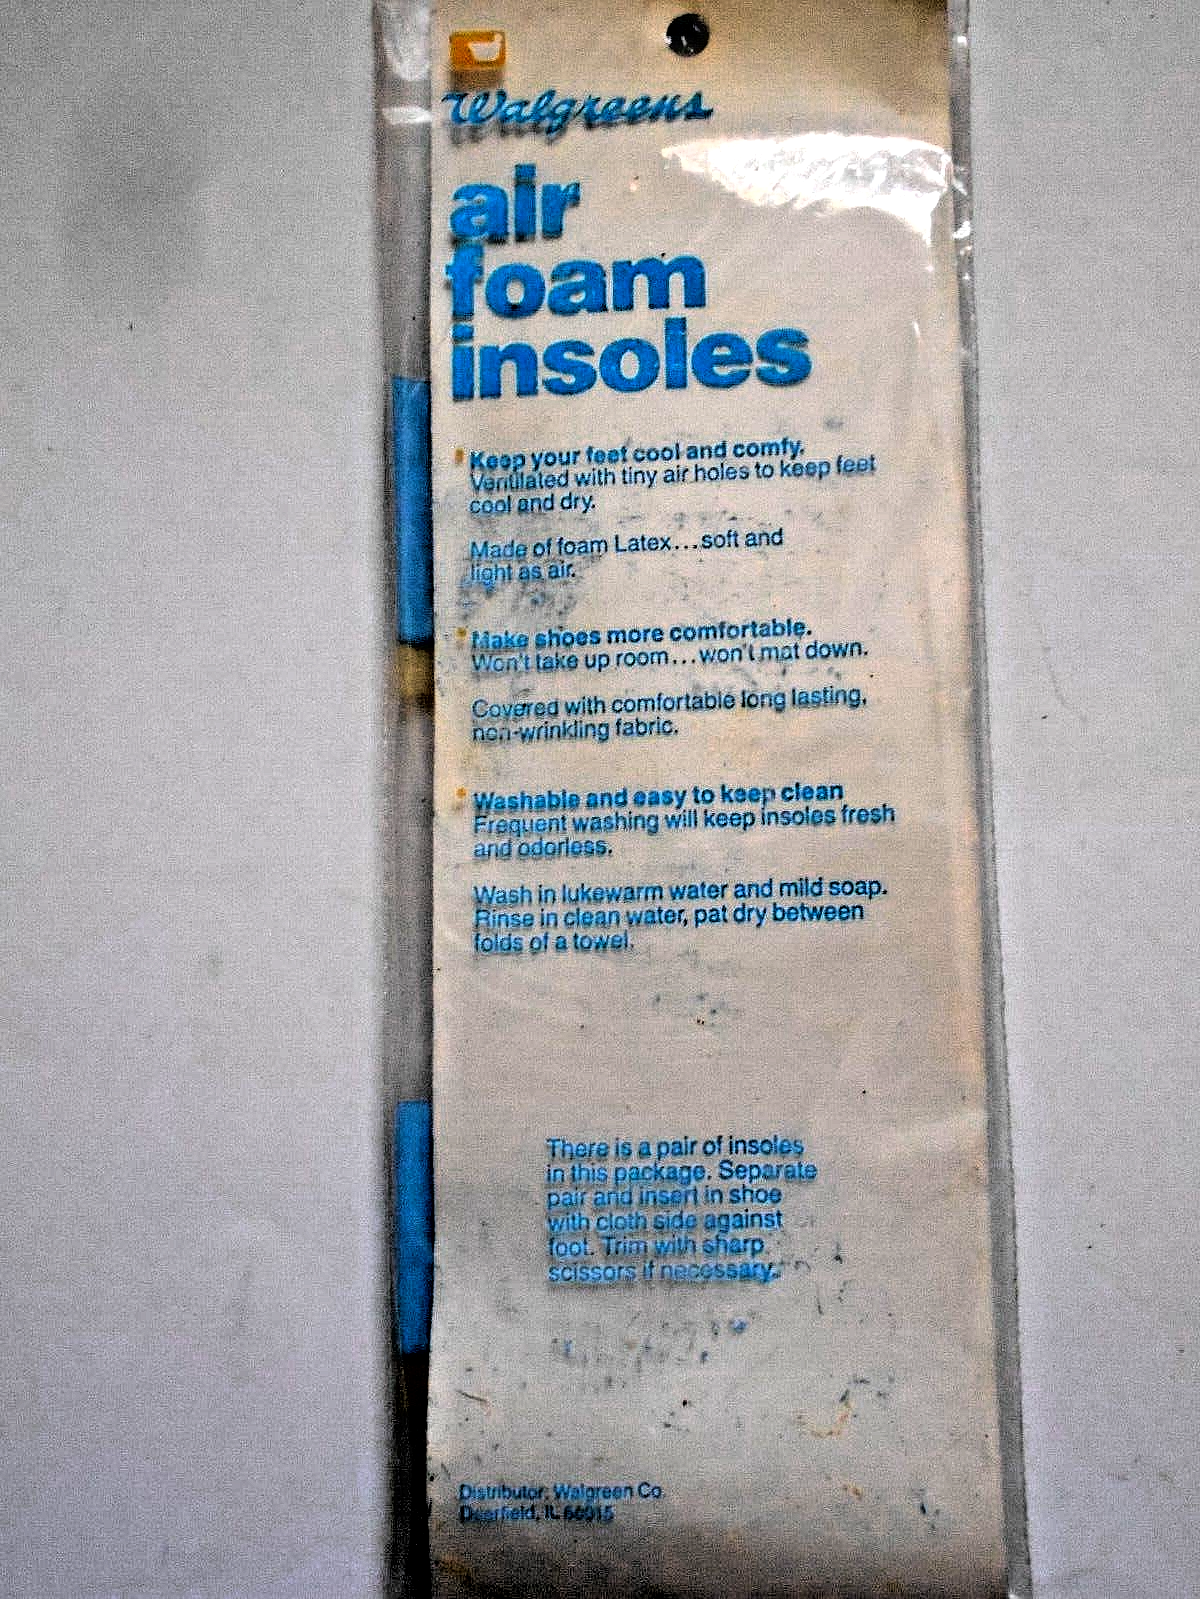 Walgreens
air
foam
insoles
Keep your feet cool and comfy.
Ventilated with tiny air holes to keep feet
cool and dry.
Made of foam Latex...soft and
light as air.
Make shoes more comfortable.
Won't take up room...won't mat down.
Covered with comfortable long lasting,
non-wrinkling fabric.
Washable and easy to keep clean
Frequent washing will keep insoles fresh
and odorless.
Wash in lukewarm water and mild soap.
Rinse in clean water, pat dry between
folds of a towel.
There is a pair of insoles
in this package. Separate
pair and insert in shoe
with cloth side against
foot. Trim with sharp
scissors if necessary.
Distributor: Walgreen Co.
Deerfield, IL 60015